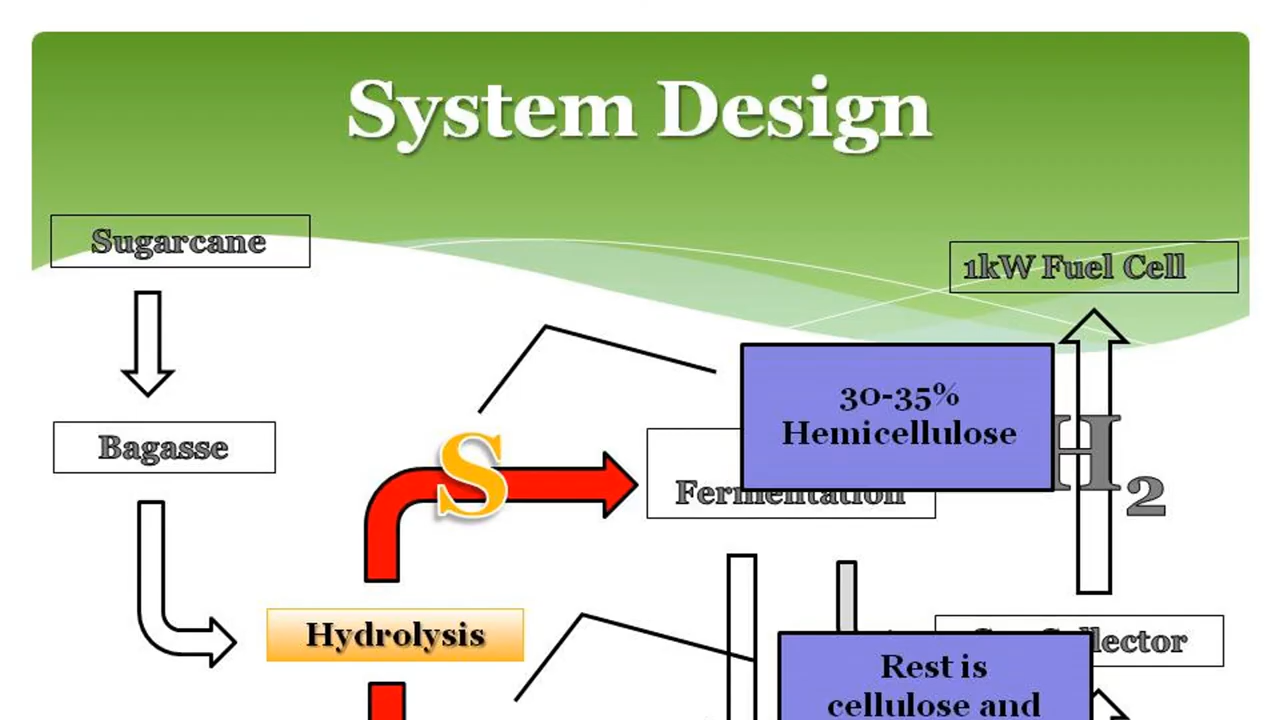 System Design
Sugarcane
1kW Fuel Cell
30-35%
Hemicellulose
H2
Bagasse
S
Fermentation
Hydrolysis
Rest is
cellulose and